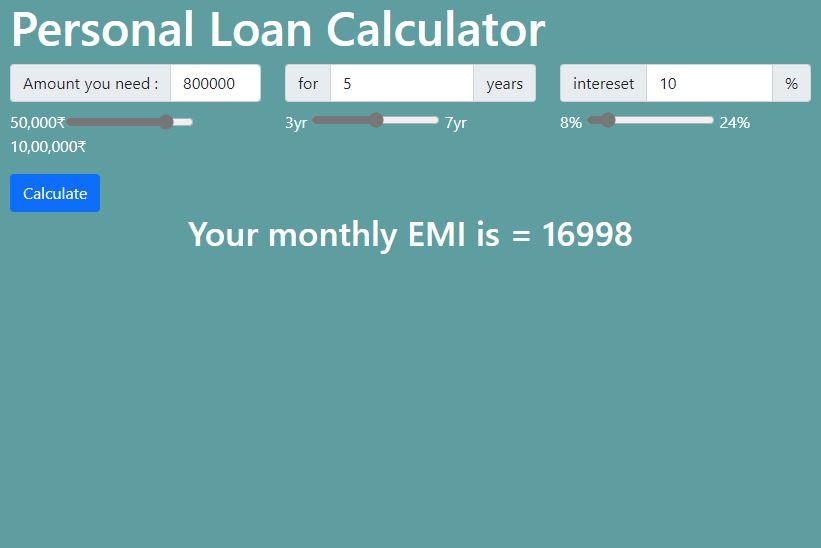 Personal Loan Calculator
Amount you need : 800000 for 5 years intereset 10 %
50,000₹ 3yr 7yr 8% 24%
10,00,000₹
Calculate
Your monthly EMI is = 16998